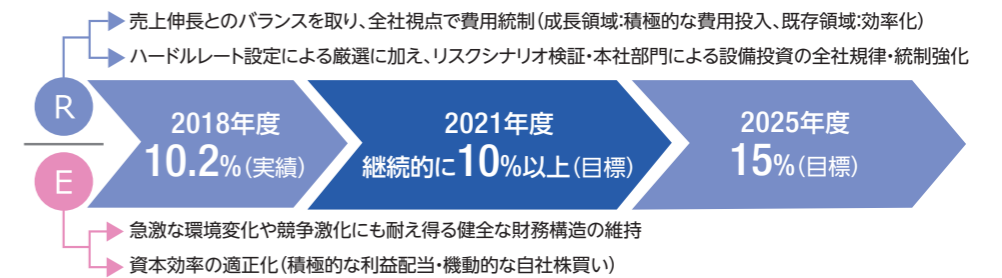 売上伸長とのバランスを取り、全社視点で費用統制（成長領域：積極的な費用投入、既存領域：効率化）
ハードルレート設定による厳選に加え、リスクシナリオ検証・本社部門による設備投資の全社規律・統制強化
R
2018年度
10.2%（実績）
2021年度
継続的に10%以上（目標）
2025年度
15%（目標）
E
急激な環境変化や競争激化にも耐え得る健全な財務構造の維持
資本効率の適正化（積極的な利益配当・機動的な自社株買い）